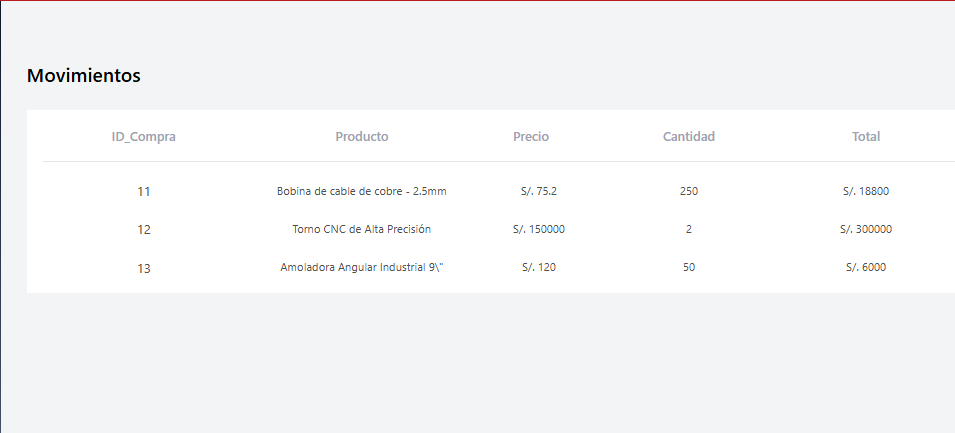 Movimientos
ID_Compra Producto Precio Cantidad Total
11 Bobina de cable de cobre - 2.5mm S/. 75.2 250 S/. 18800
12 Torno CNC de Alta Precisión S/. 150000 2 S/. 300000
13 Amoladora Angular Industrial 9\" S/. 120 50 S/. 6000